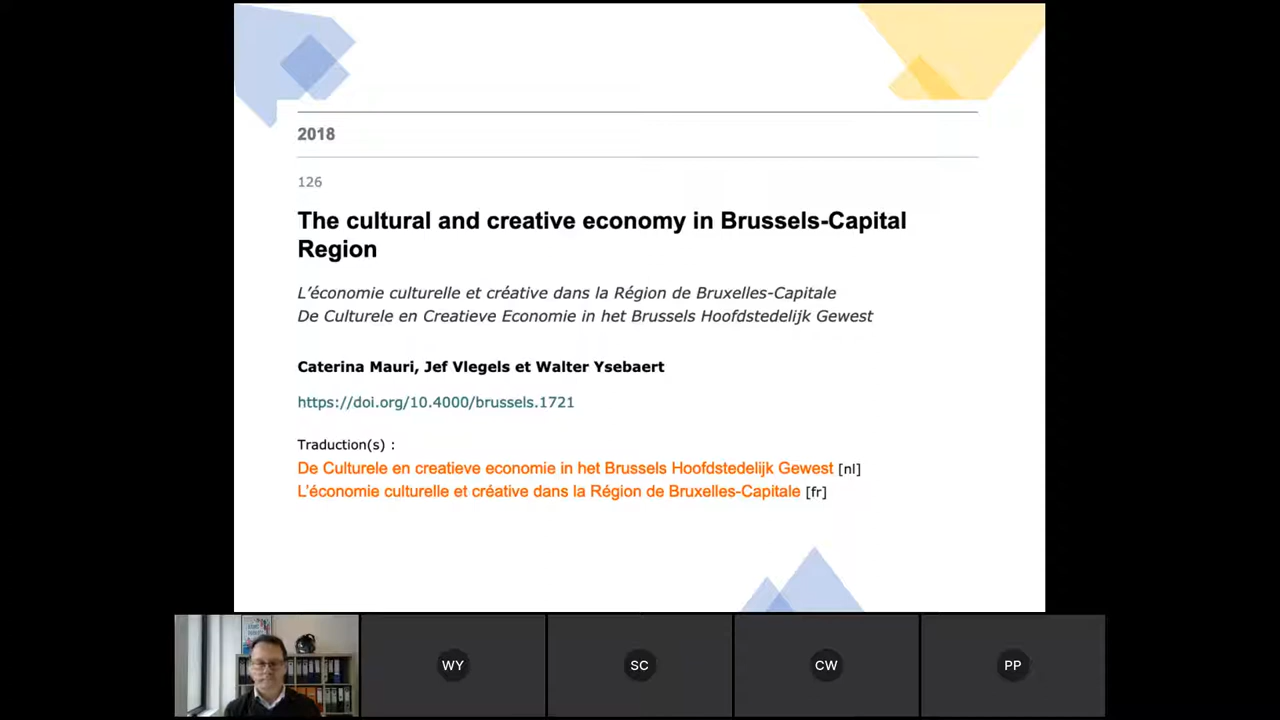 2018
126
The cultural and creative economy in Brussels-Capital
Region
L’économie culturelle et créative dans la Région de Bruxelles-Capitale
De Culturele en Creatieve Economie in het Brussels Hoofdstedelijk Gewest
Caterina Mauri, Jef Vlegels et Walter Ysebaert
https://doi.org/10.4000/brussels.1721
Traduction(s) :
De Culturele en creatieve economie in het Brussels Hoofdstedelijk Gewest [nl]
L’économie culturelle et créative dans la Région de Bruxelles-Capitale [fr]
WY
SC
CW
PP